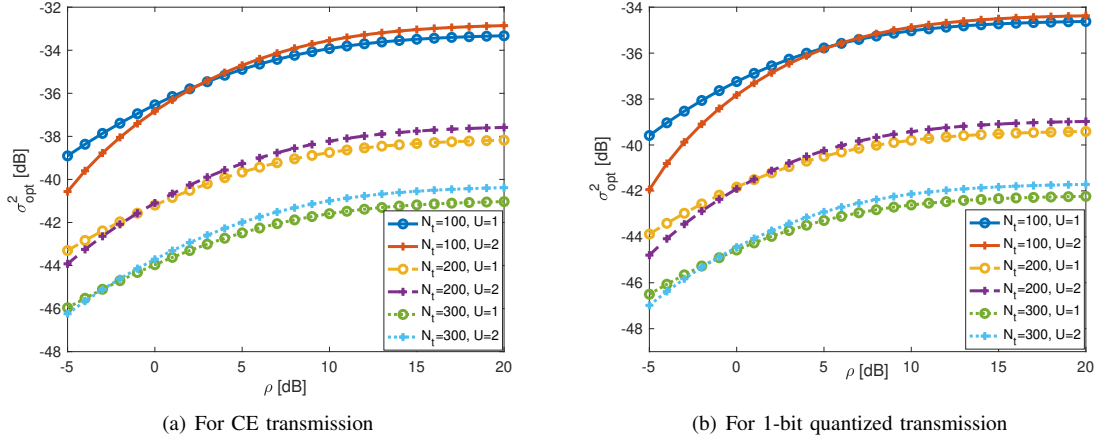 -32
-34
-36
-38
-40
-42
-44
-46
-48
-5
0
5
10
15
20
σ²opt [dB]
ρ [dB]
Nt=100, U=1
Nt=100, U=2
Nt=200, U=1
Nt=200, U=2
Nt=300, U=1
Nt=300, U=2
(a) For CE transmission
-34
-36
-38
-40
-42
-44
-46
-48
-5
0
5
10
15
20
σ²opt [dB]
ρ [dB]
Nt=100, U=1
Nt=100, U=2
Nt=200, U=1
Nt=200, U=2
Nt=300, U=1
Nt=300, U=2
(b) For 1-bit quantized transmission